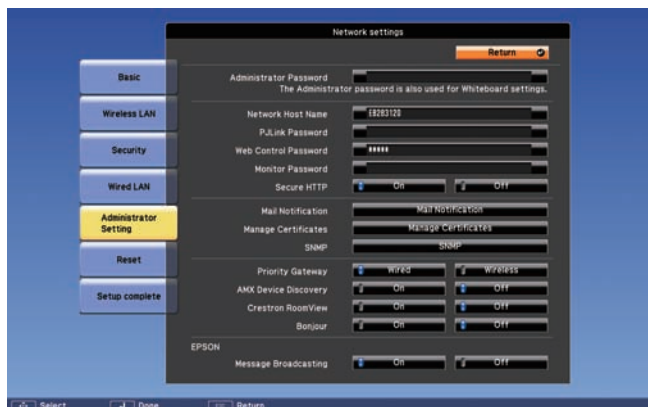 Network settings
Return
Basic
Wireless LAN
Security
Wired LAN
Administrator
Setting
Reset
Setup complete
Administrator Password
The Administrator password is also used for Whiteboard settings.
Network Host Name EB283120
PJLink Password
Web Control Password *****
Monitor Password
Secure HTTP On Off
Mail Notification Mail Notification
Manage Certificates Manage Certificates
SNMP SNMP
Priority Gateway Wired Wireless
AMX Device Discovery On Off
Crestron RoomView On Off
Bonjour On Off
EPSON
Message Broadcasting On Off
Select Done Return